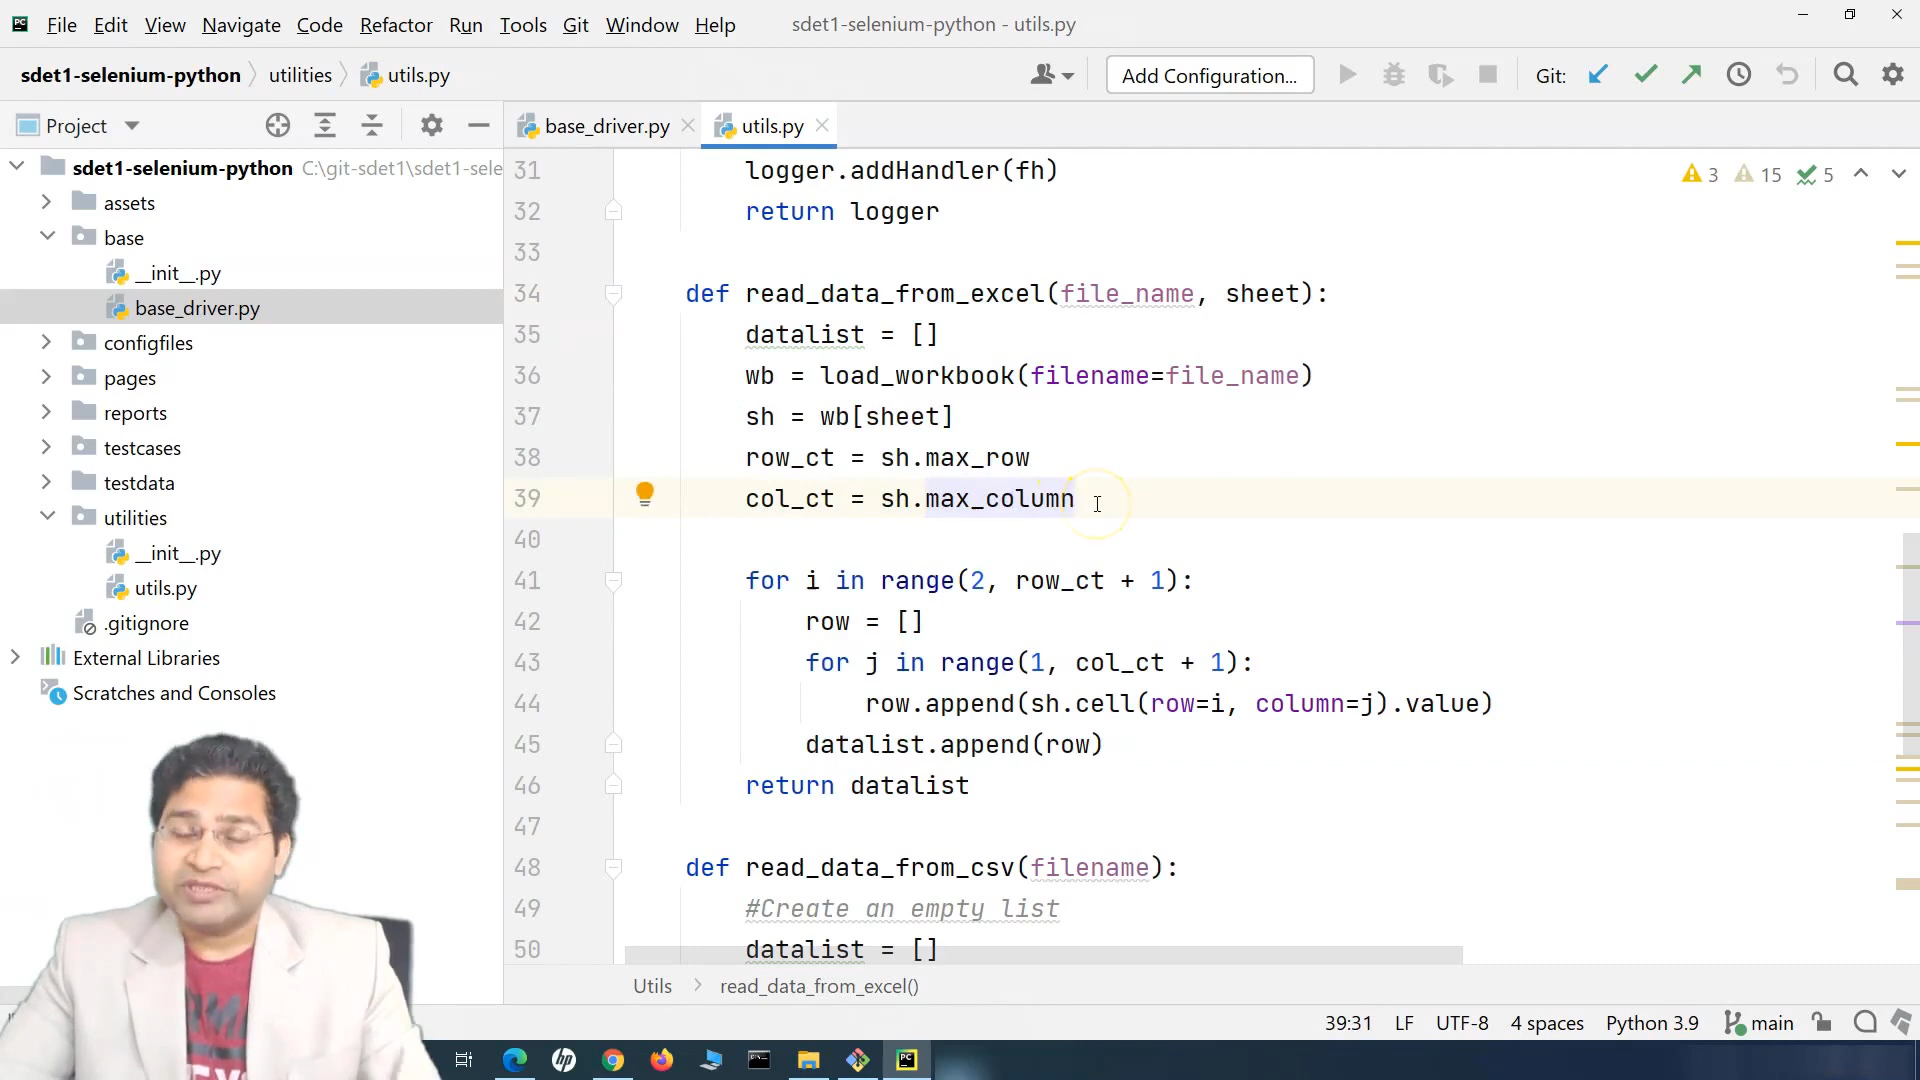 File Edit View Navigate Code Refactor Run Tools Git Window Help sdet1-selenium-python - utils.py
sdet1-selenium-python utilities utils.py Add Configuration... Git:
Project
base_driver.py utils.py
sdet1-selenium-python C:\git-sdet1\sdet1-sele
assets
base
__init__.py
base_driver.py
configfiles
pages
reports
testcases
testdata
utilities
__init__.py
utils.py
.gitignore
External Libraries
Scratches and Consoles
3 15 5
31 logger.addHandler(fh)
32 return logger
33
34 def read_data_from_excel(file_name, sheet):
35 datalist = []
36 wb = load_workbook(filename=file_name)
37 sh = wb[sheet]
38 row_ct = sh.max_row
39 col_ct = sh.max_column
40
41 for i in range(2, row_ct + 1):
42 row = []
43 for j in range(1, col_ct + 1):
44 row.append(sh.cell(row=i, column=j).value)
45 datalist.append(row)
46 return datalist
47
48 def read_data_from_csv(filename):
49 #Create an empty list
50 datalist = []
Utils read_data_from_excel()
39:31 LF UTF-8 4 spaces Python 3.9 main
hp
PC